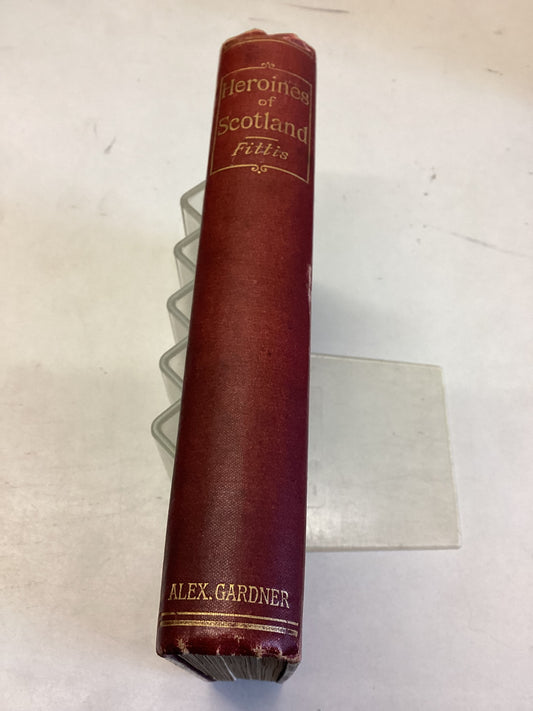 Heroines
of
Scotland
Fittis
ALEX. GARDNER